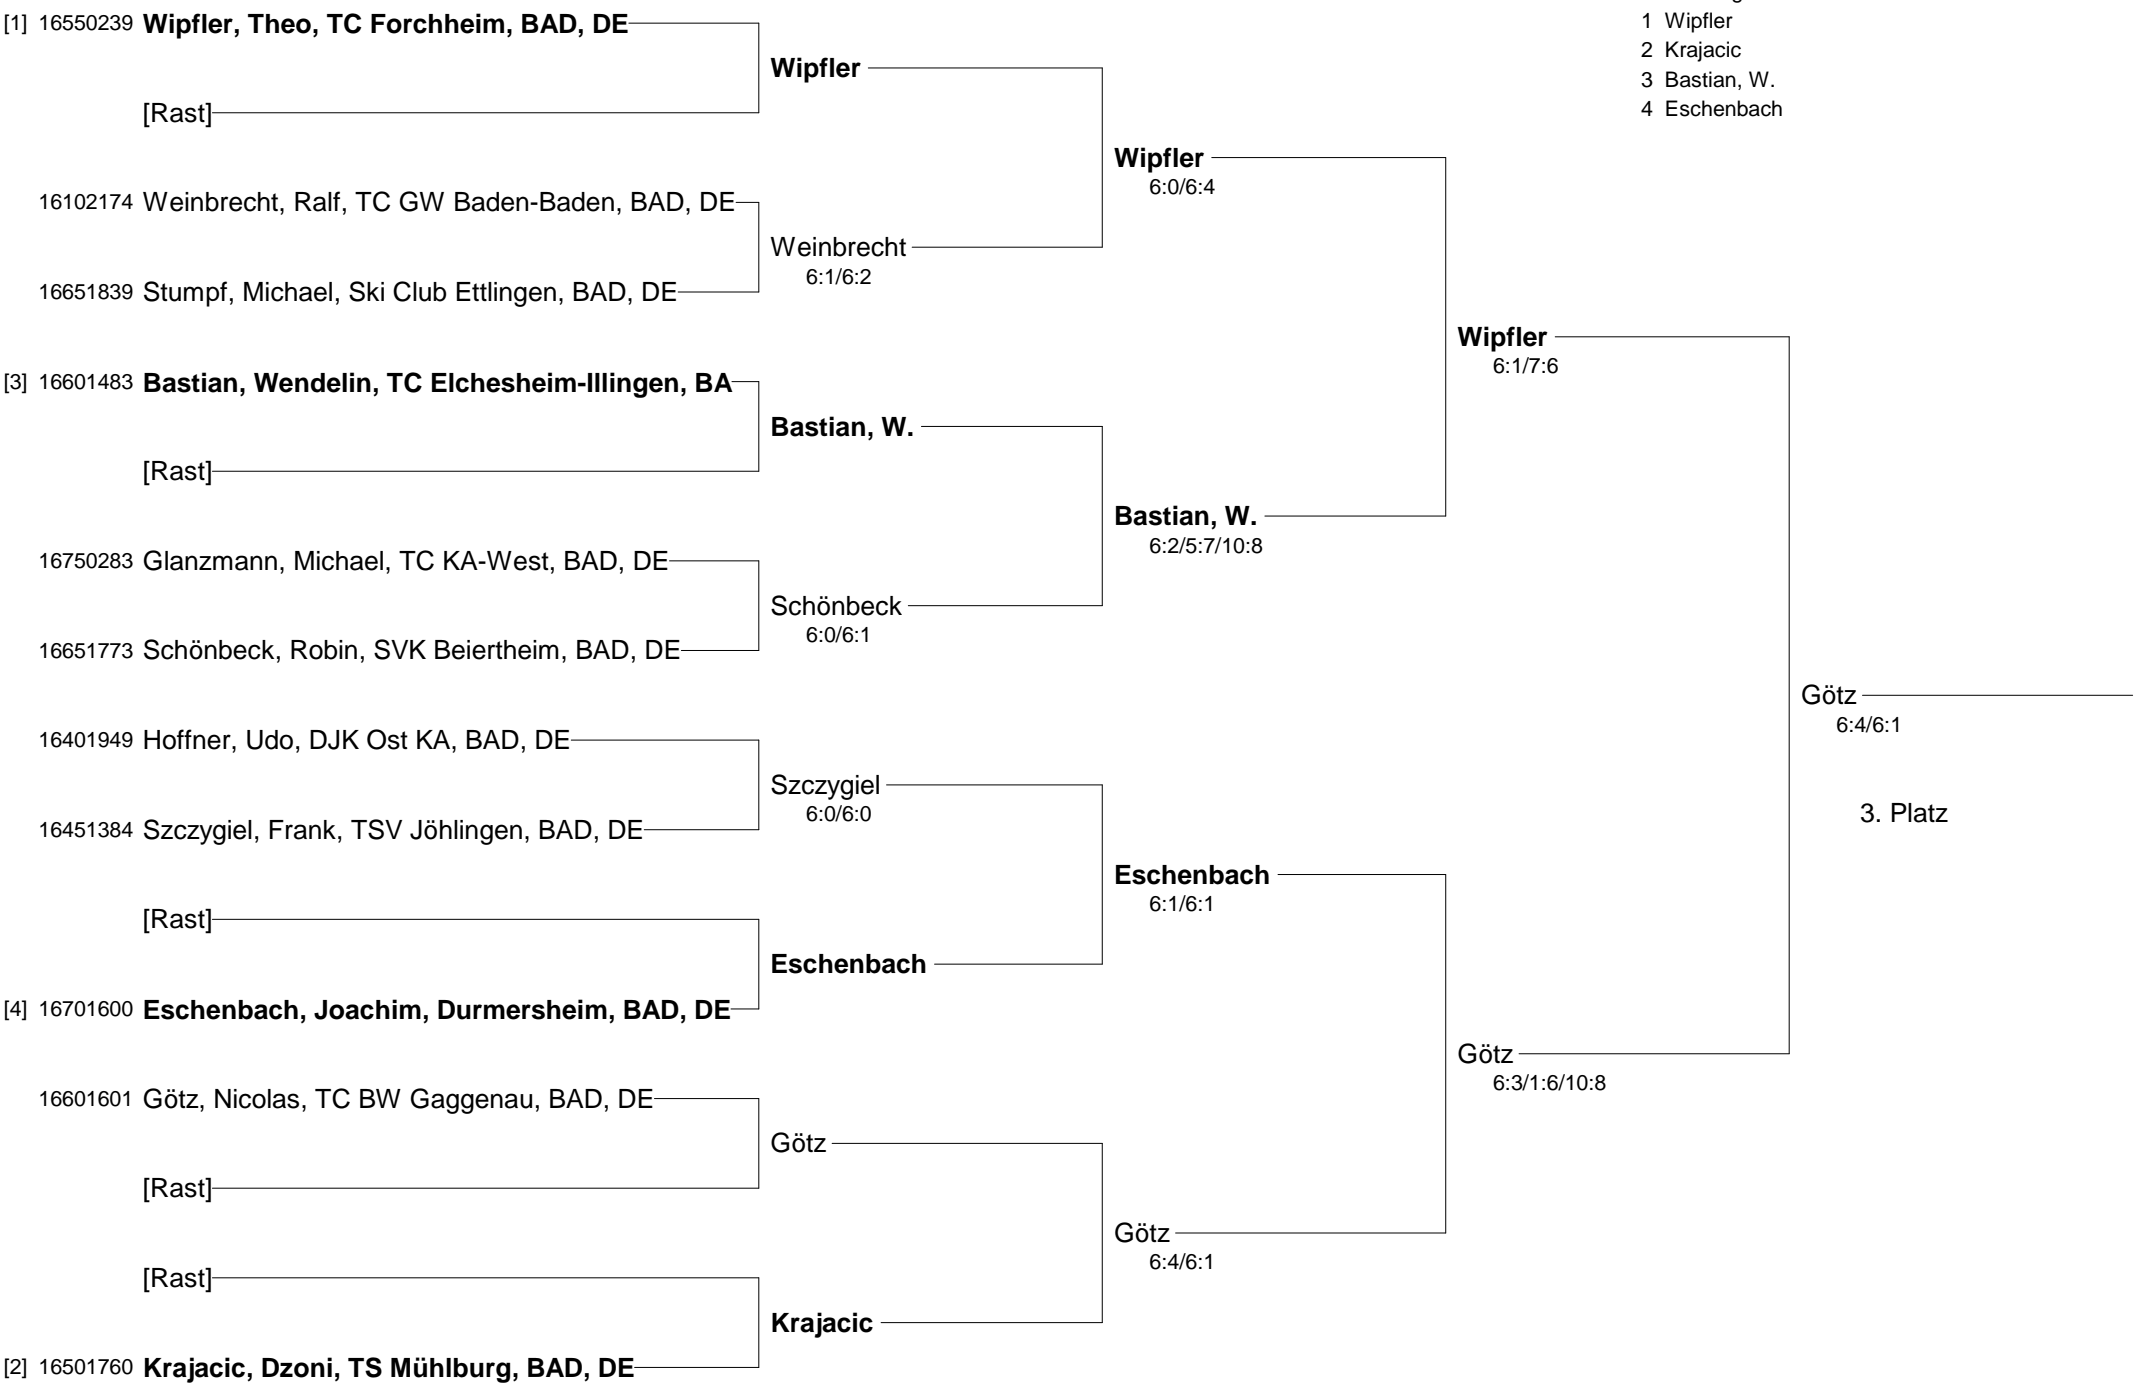 [1] 16550239 Wipfler, Theo, TC Forchheim, BAD, DE
1 Wipfler
2 Krajacic
3 Bastian, W.
4 Eschenbach
Wipfler
[Rast]
Wipfler
6:0/6:4
16102174 Weinbrecht, Ralf, TC GW Baden-Baden, BAD, DE
Weinbrecht
6:1/6:2
16651839 Stumpf, Michael, Ski Club Ettlingen, BAD, DE
Wipfler
6:1/7:6
[3] 16601483 Bastian, Wendelin, TC Elchesheim-Illingen, BA
Bastian, W.
[Rast]
Bastian, W.
6:2/5:7/10:8
16750283 Glanzmann, Michael, TC KA-West, BAD, DE
Schönbeck
6:0/6:1
16651773 Schönbeck, Robin, SVK Beiertheim, BAD, DE
Götz
6:4/6:1
16401949 Hoffner, Udo, DJK Ost KA, BAD, DE
Szczygiel
6:0/6:0
3. Platz
16451384 Szczygiel, Frank, TSV Jöhlingen, BAD, DE
Eschenbach
6:1/6:1
[Rast]
Eschenbach
[4] 16701600 Eschenbach, Joachim, Durmersheim, BAD, DE
Götz
6:3/1:6/10:8
16601601 Götz, Nicolas, TC BW Gaggenau, BAD, DE
Götz
[Rast]
Götz
6:4/6:1
[Rast]
Krajacic
[2] 16501760 Krajacic, Dzoni, TS Mühlburg, BAD, DE